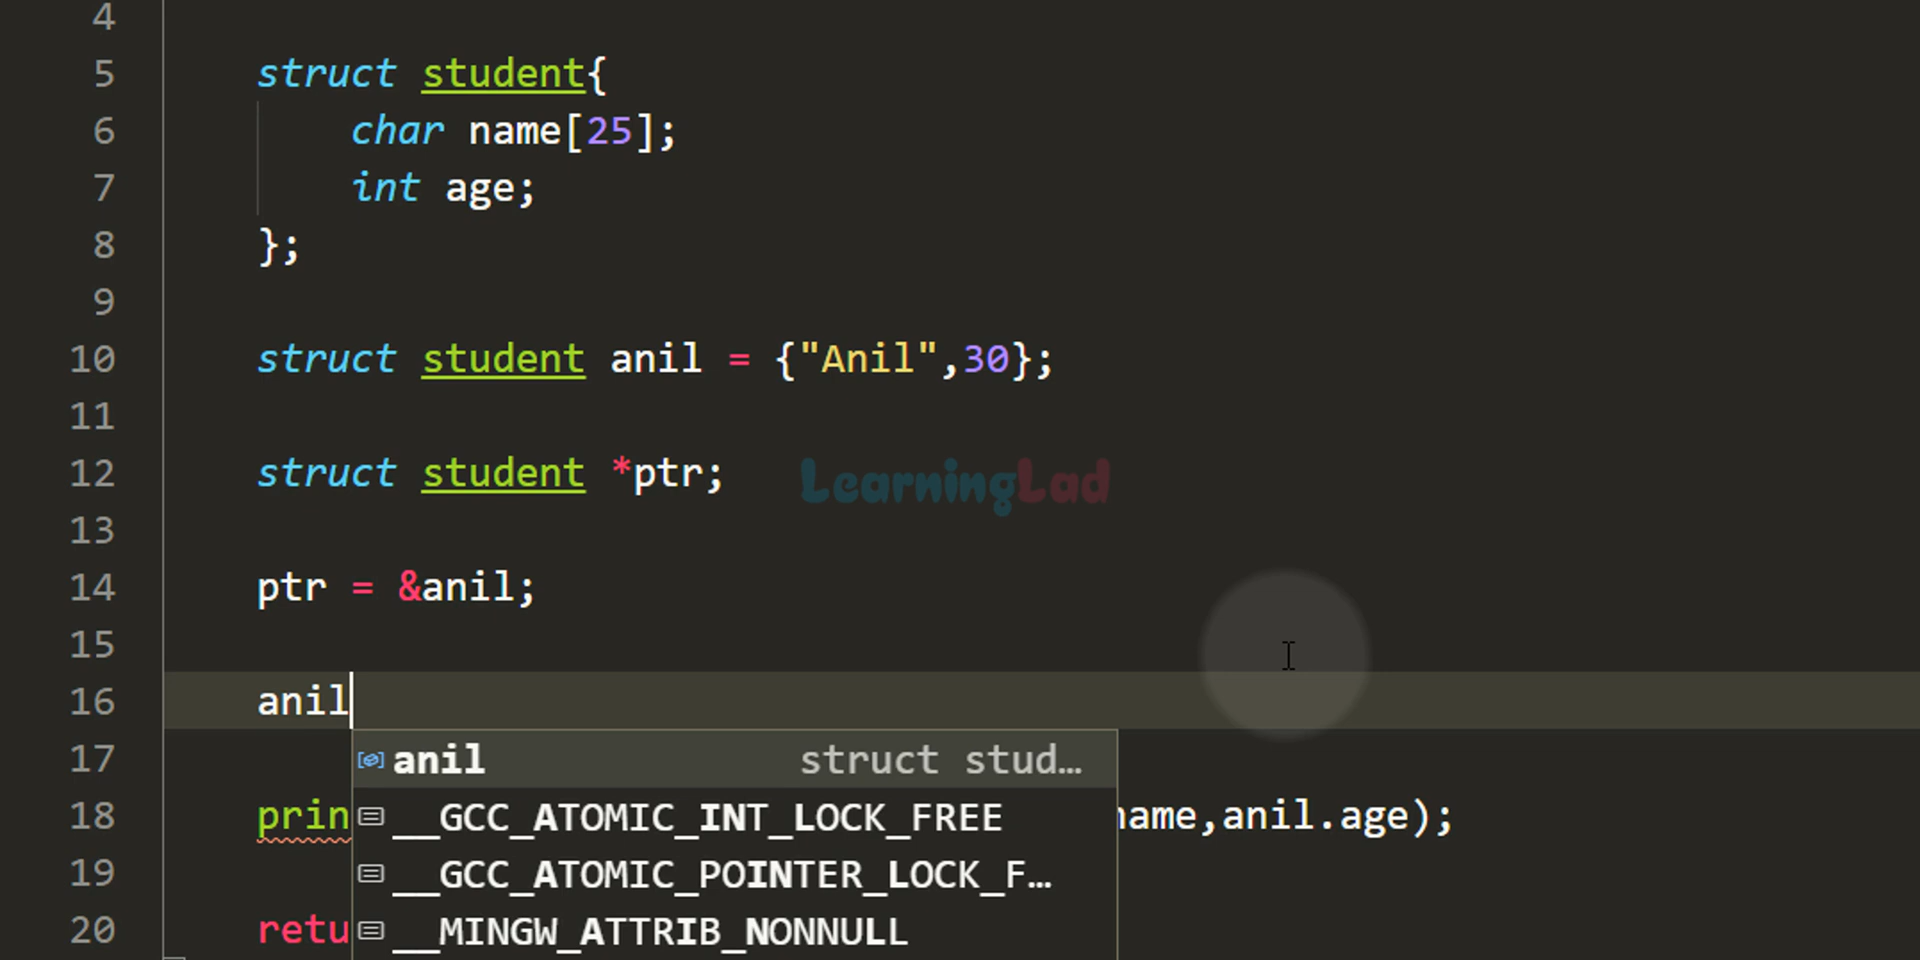 4
5 struct student{
6 char name[25];
7 int age;
8 };
9
10 struct student anil = {"Anil",30};
11
12 struct student *ptr;
LearningLad
13
14 ptr = &anil;
15
16 anil
17 anil struct stud…
18 prin __GCC_ATOMIC_INT_LOCK_FREE name,anil.age);
19 __GCC_ATOMIC_POINTER_LOCK_F…
20 retu __MINGW_ATTRIB_NONNULL